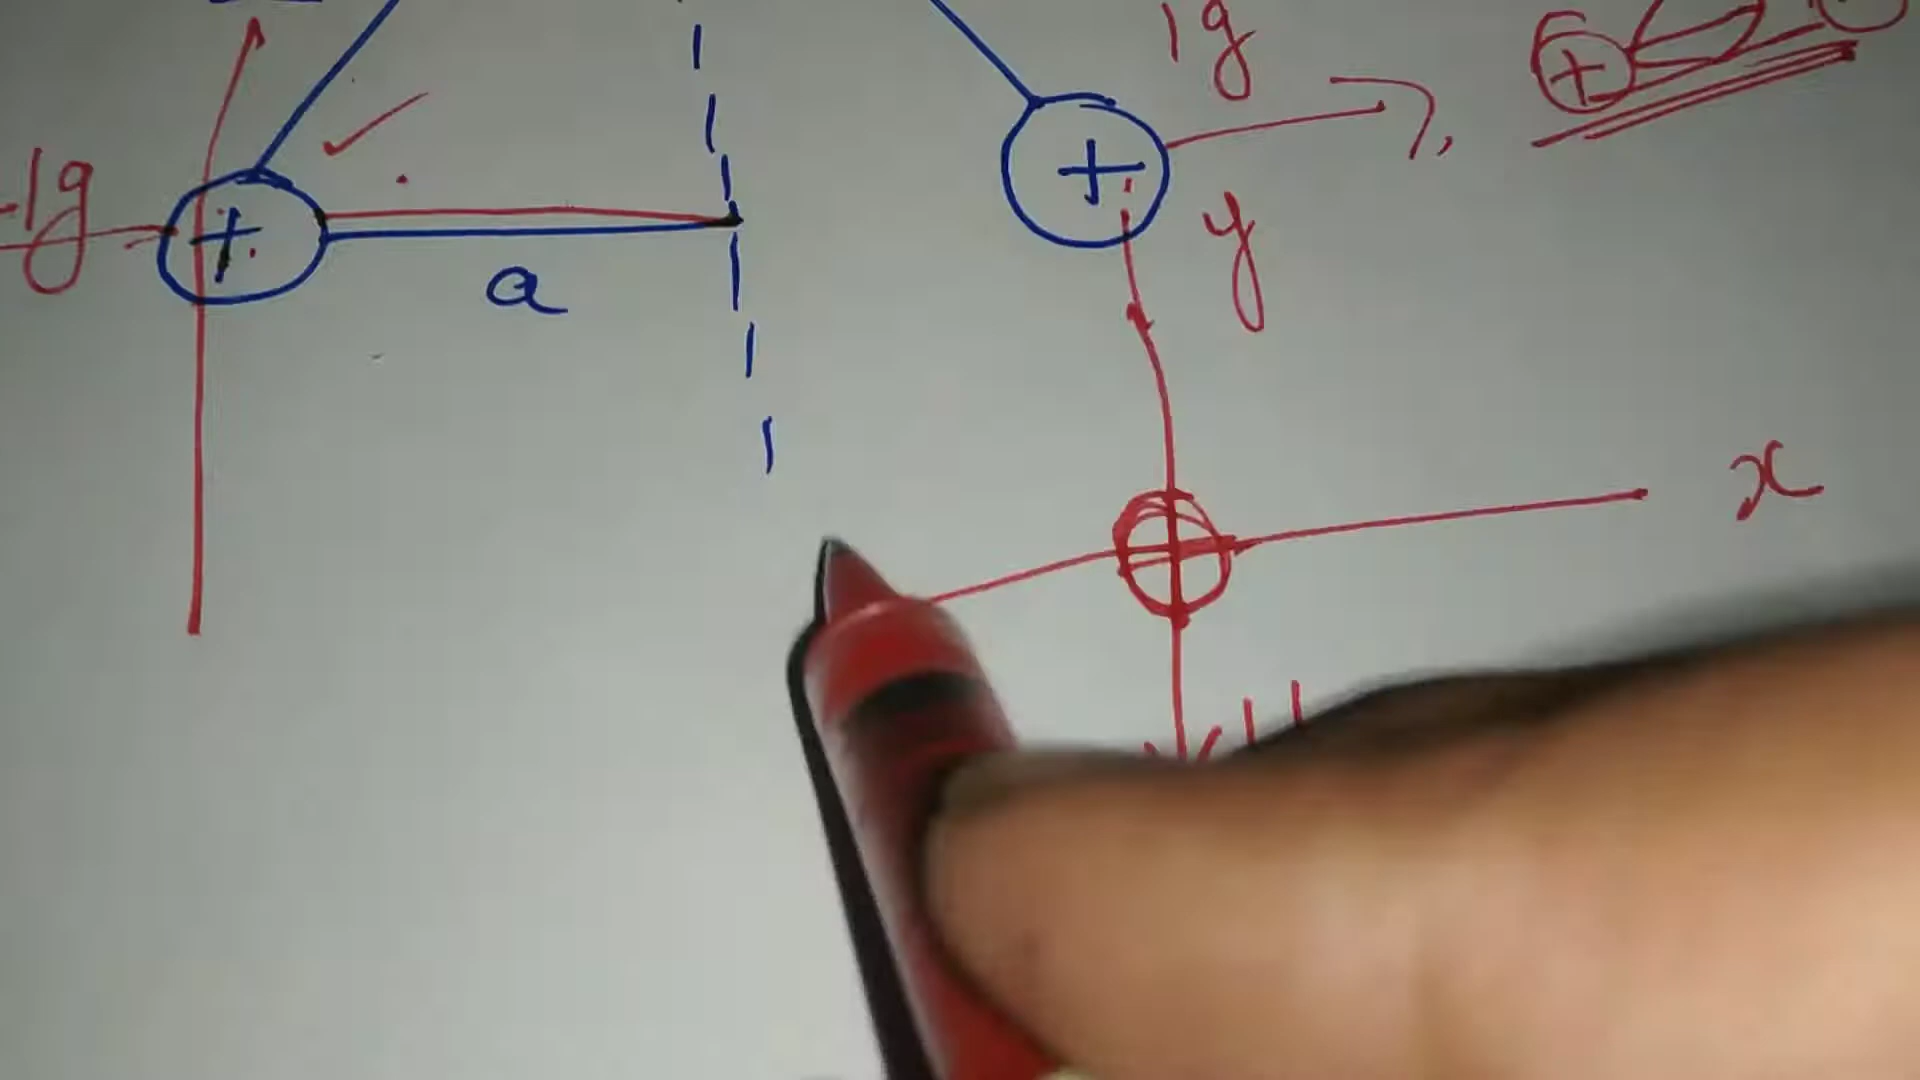 1g
+
+
-1g
+
y
a
x